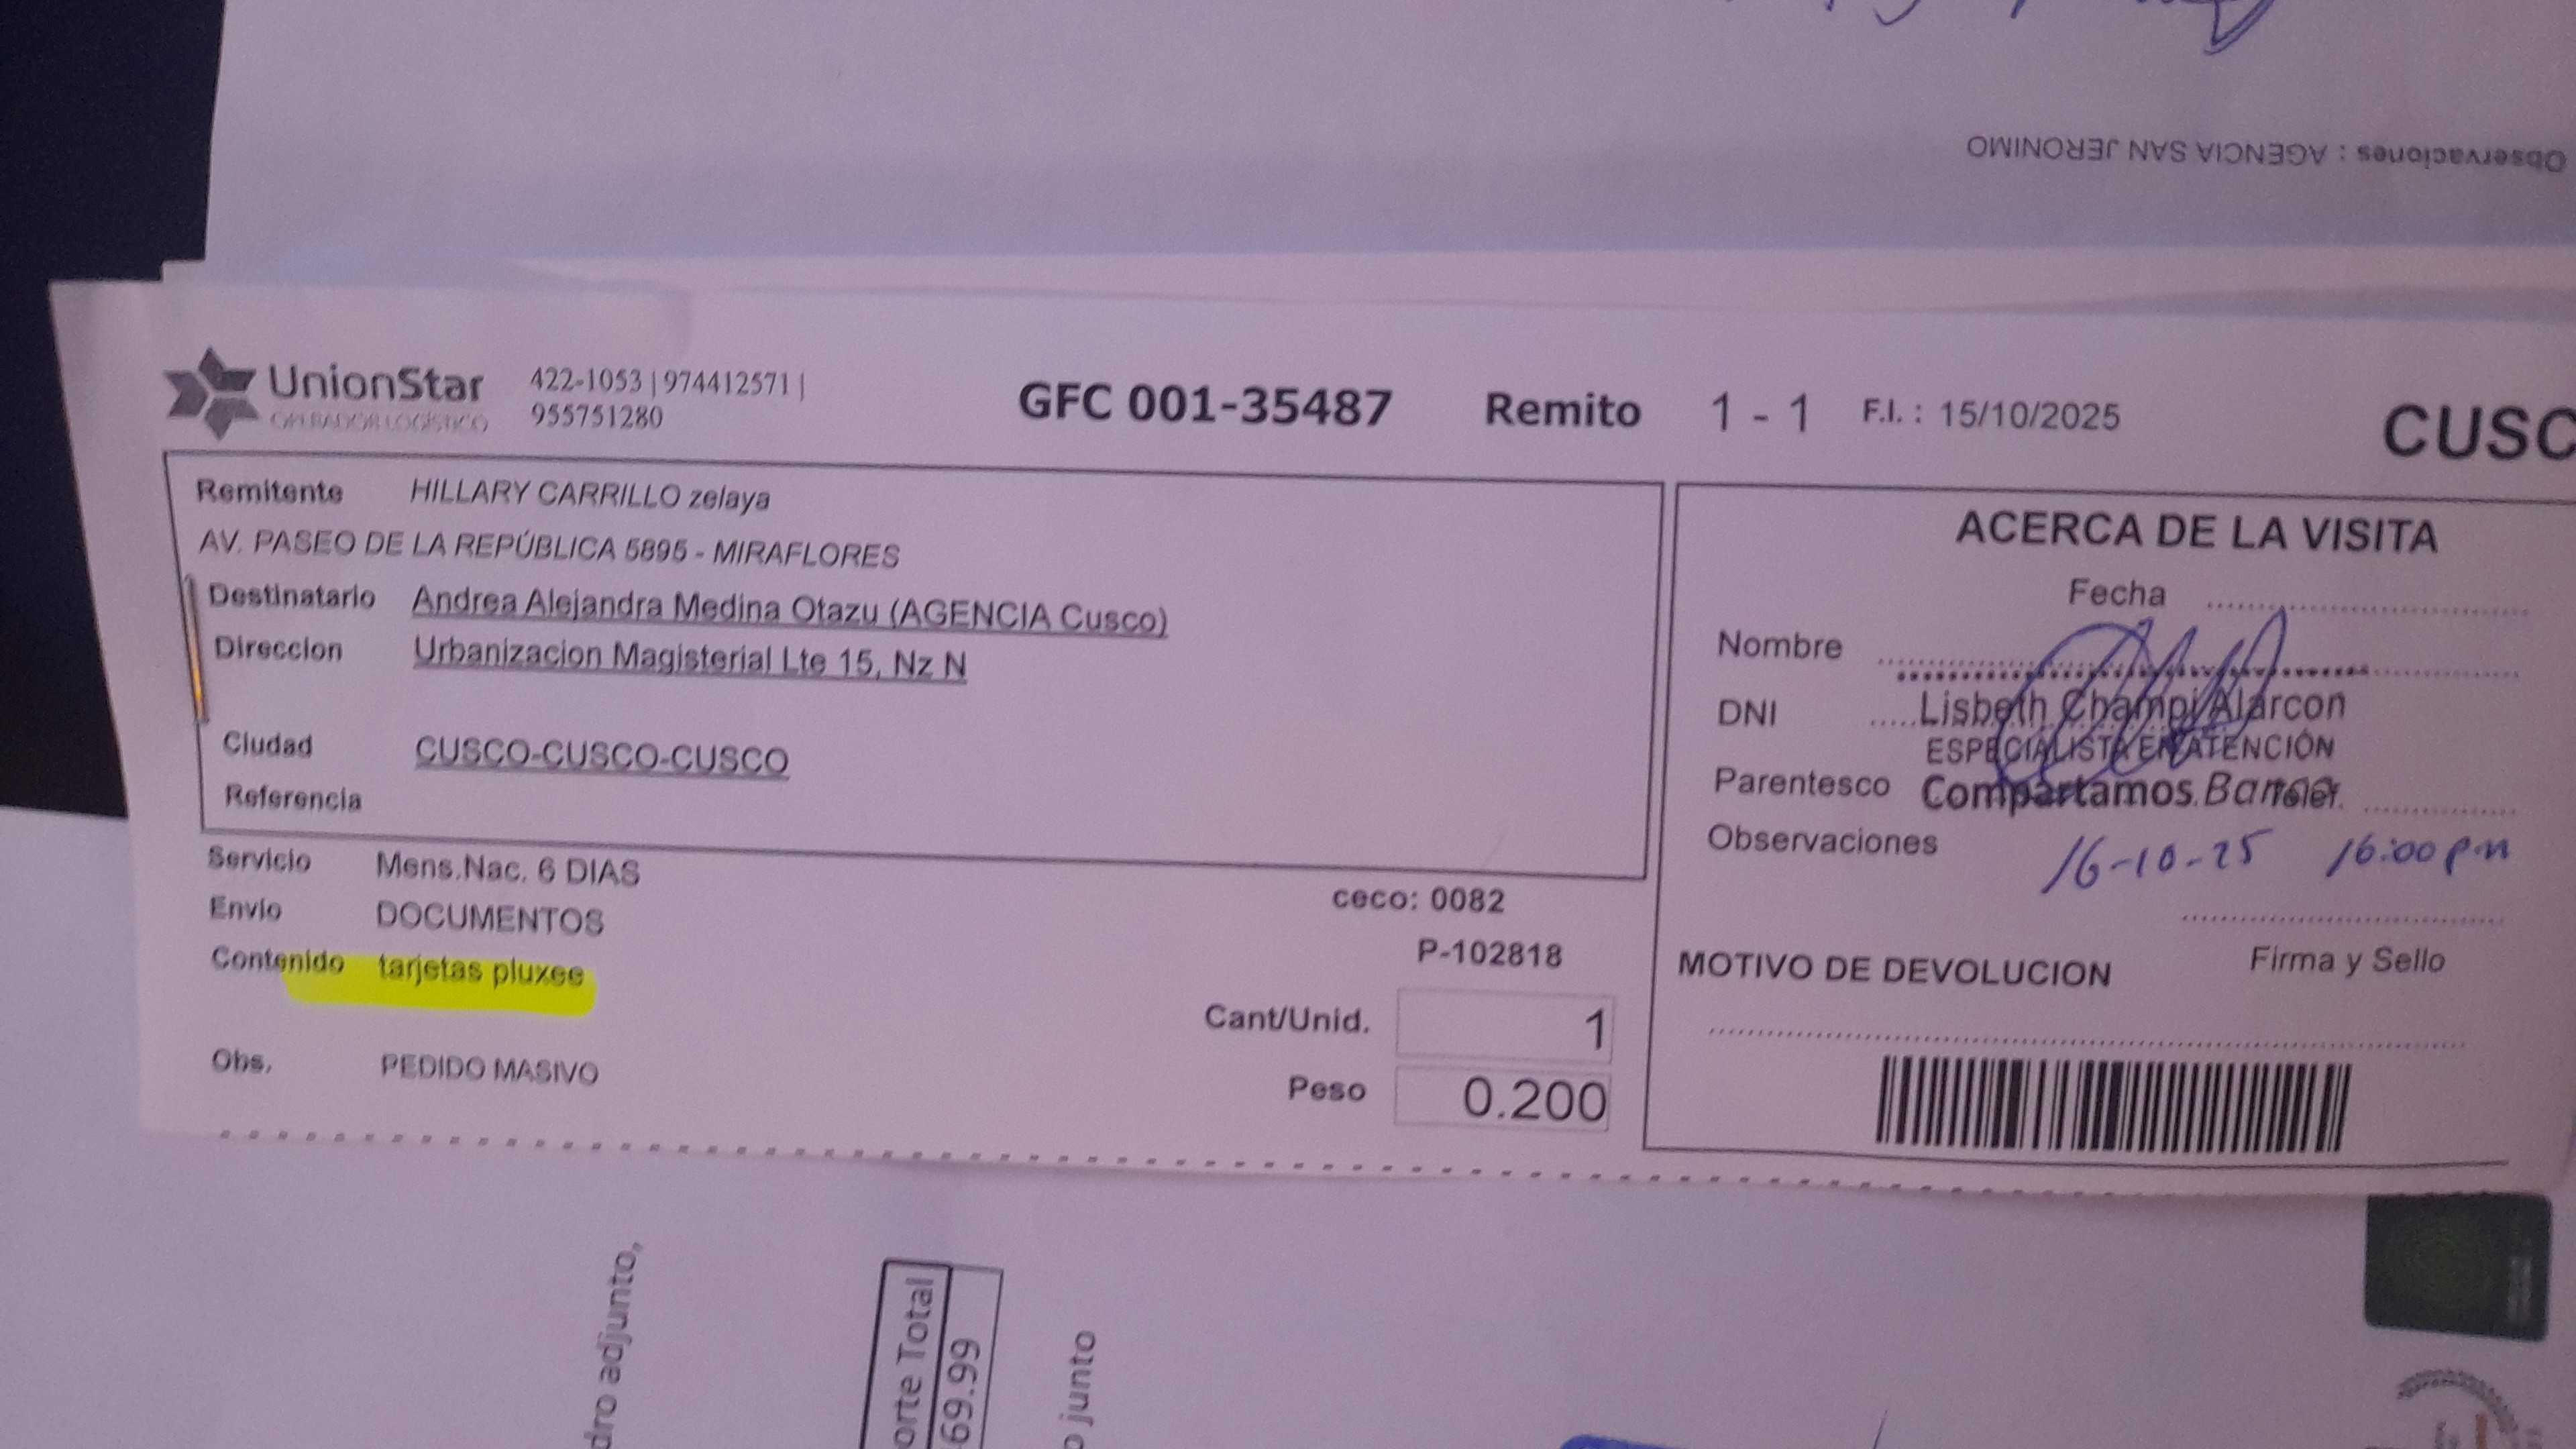 Observaciones : AGENCIA SAN JERONIMO
UnionStar
OPERADOR LOGÍSTICO
422-1053 | 974412571 |
955751280
GFC 001-35487
Remito 1 - 1
F.I. : 15/10/2025
CUSC
Remitente HILLARY CARRILLO zelaya
AV. PASEO DE LA REPÚBLICA 5895 - MIRAFLORES
Destinatario Andrea Alejandra Medina Otazu (AGENCIA Cusco)
Direccion Urbanizacion Magisterial Lte 15, Nz N
Ciudad CUSCO-CUSCO-CUSCO
Referencia
Servicio Mens.Nac. 6 DIAS
Envio DOCUMENTOS
Contenido tarjetas pluxee
Obs. PEDIDO MASIVO
ceco: 0082
P-102818
Cant/Unid. 1
Peso 0.200
ACERCA DE LA VISITA
Fecha
Nombre
DNI
Lisbeth Champi Alarcon
ESPECIALISTA EN ATENCIÓN
Parentesco
Compartamos Banco
Telef.
Observaciones
16-10-25 16:00 pm
Firma y Sello
MOTIVO DE DEVOLUCION
dro adjunto,
orte Total
69.99
o junto